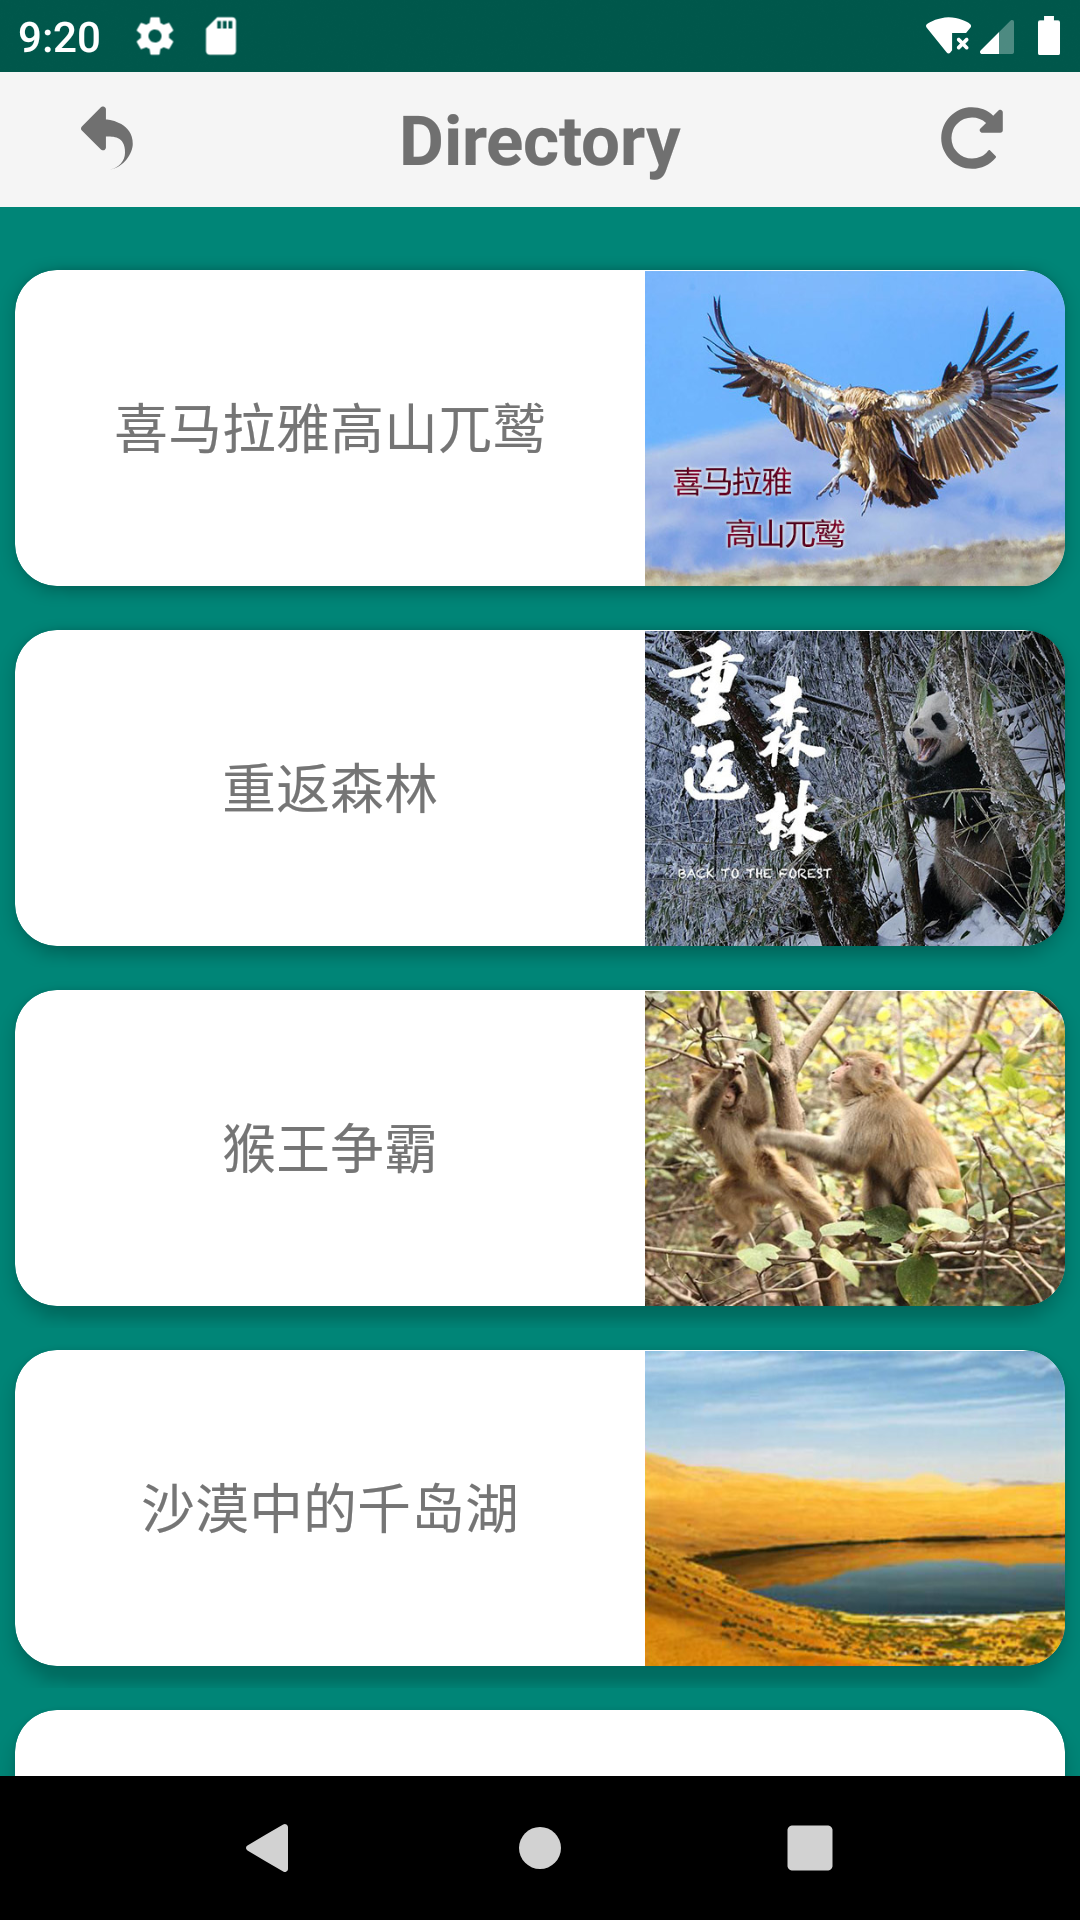 9:20
Directory
喜马拉雅高山兀鹫
喜马拉雅
高山兀鹫
重返森林
重返
森林
BACK TO THE FOREST
猴王争霸
沙漠中的千岛湖